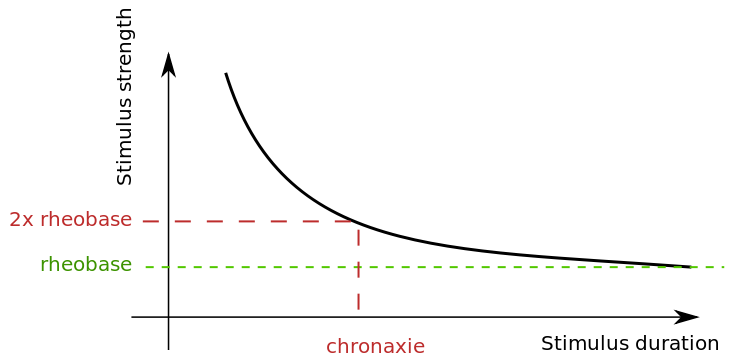 Stimulus strength
2x rheobase
rheobase
chronaxie
Stimulus duration